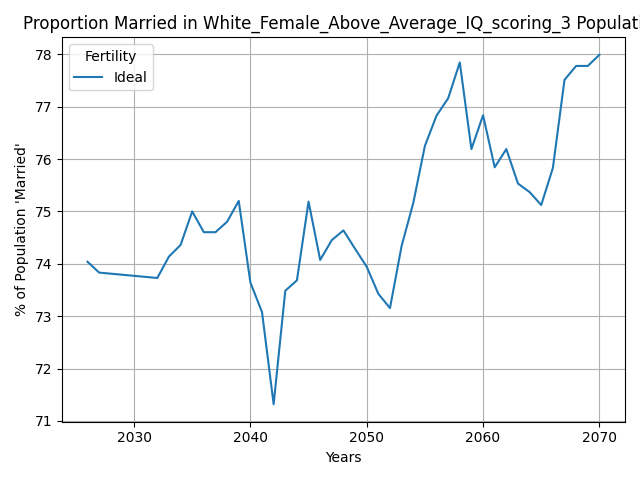 Proportion Married in White_Female_Above_Average_IQ_scoring_3 Populati
Fertility
Ideal
78
77
76
75
74
73
72
71
% of Population 'Married'
2030 2040 2050 2060 2070
Years